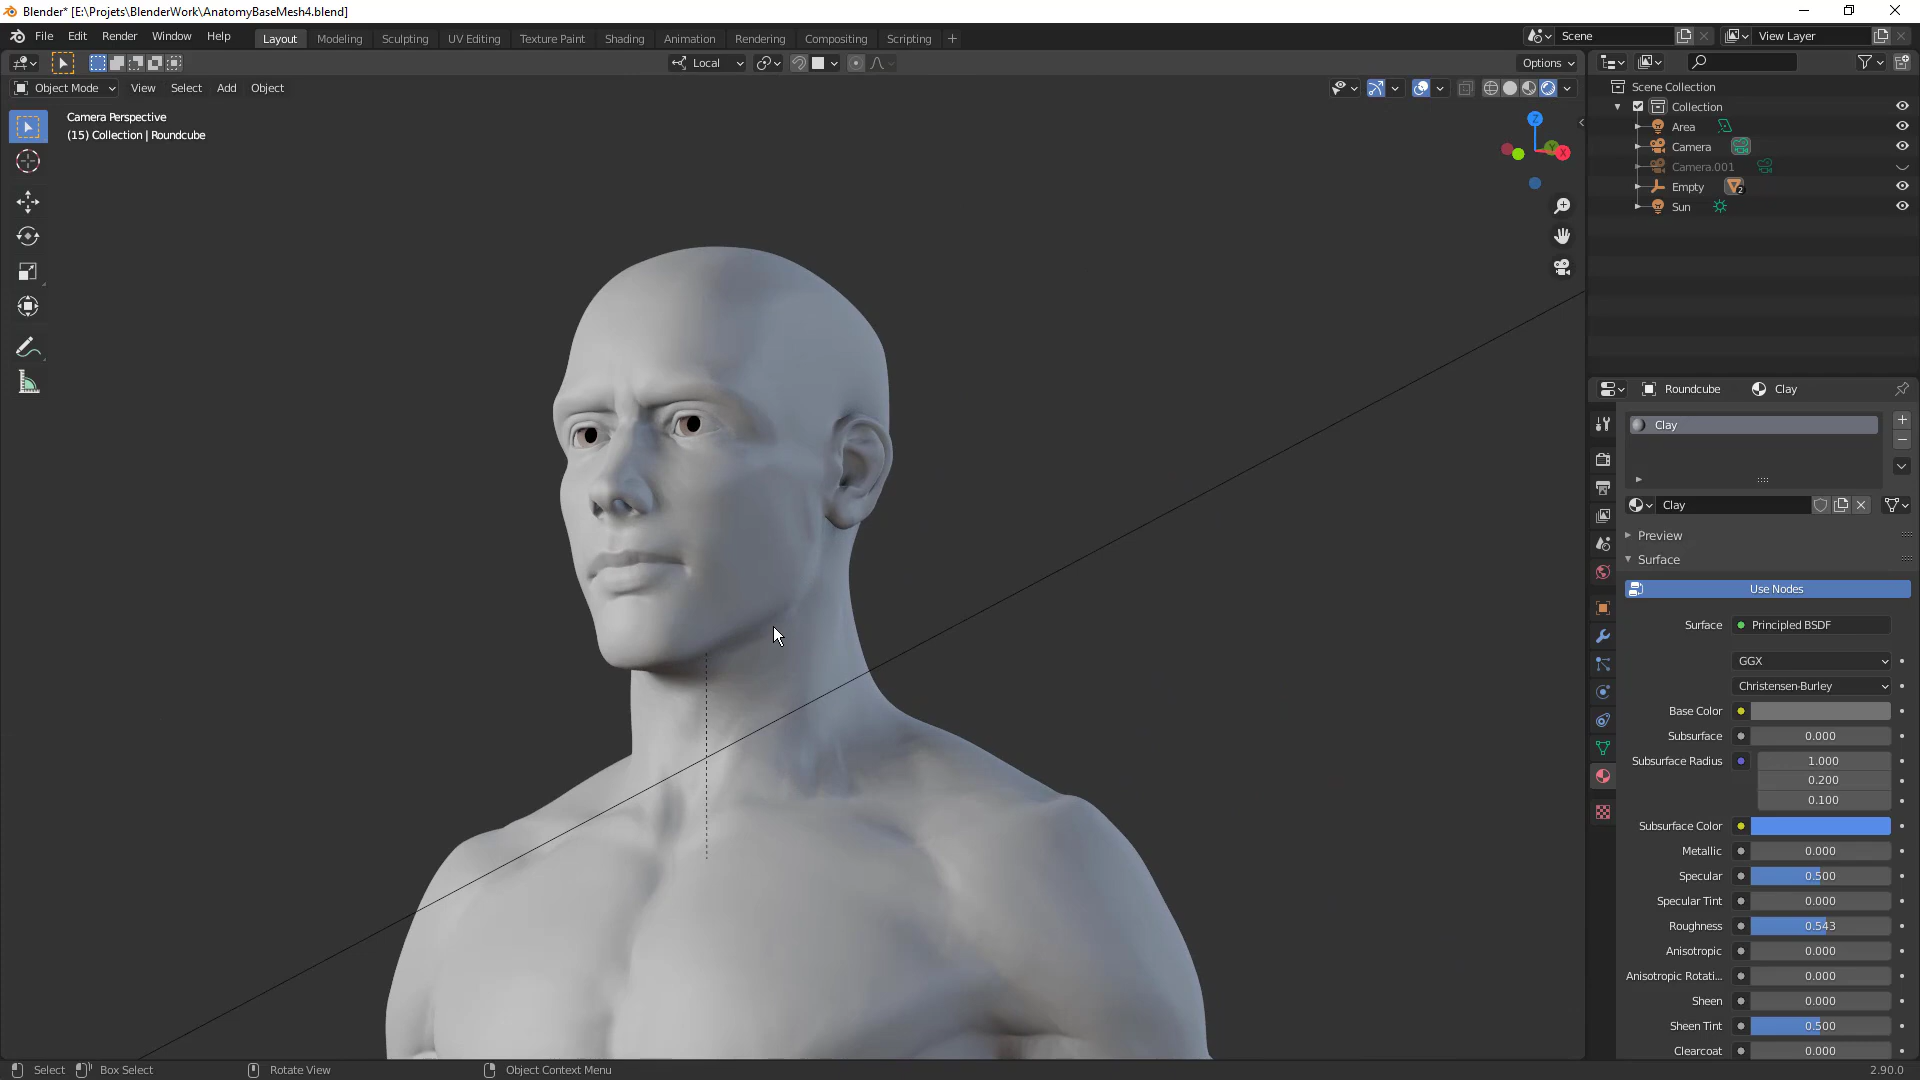 Blender* [E:\Projets\BlenderWork\AnatomyBaseMesh4.blend]
File Edit Render Window Help
Layout Modeling Sculpting UV Editing Texture Paint Shading Animation Rendering Compositing Scripting +
Scene
View Layer
Local
Options
Object Mode View Select Add Object
Camera Perspective
(15) Collection | Roundcube
Z
Y
X
Scene Collection
Collection
Area
Camera
Camera.001
Empty 2
Sun
Roundcube Clay
Clay
Clay
Preview
Surface
Use Nodes
Surface Principled BSDF
GGX
Christensen-Burley
Base Color
Subsurface 0.000
Subsurface Radius 1.000
0.200
0.100
Subsurface Color
Metallic 0.000
Specular 0.500
Specular Tint 0.000
Roughness 0.543
Anisotropic 0.000
Anisotropic Rotati... 0.000
Sheen 0.000
Sheen Tint 0.500
Clearcoat 0.000
Select Box Select Rotate View Object Context Menu 2.90.0